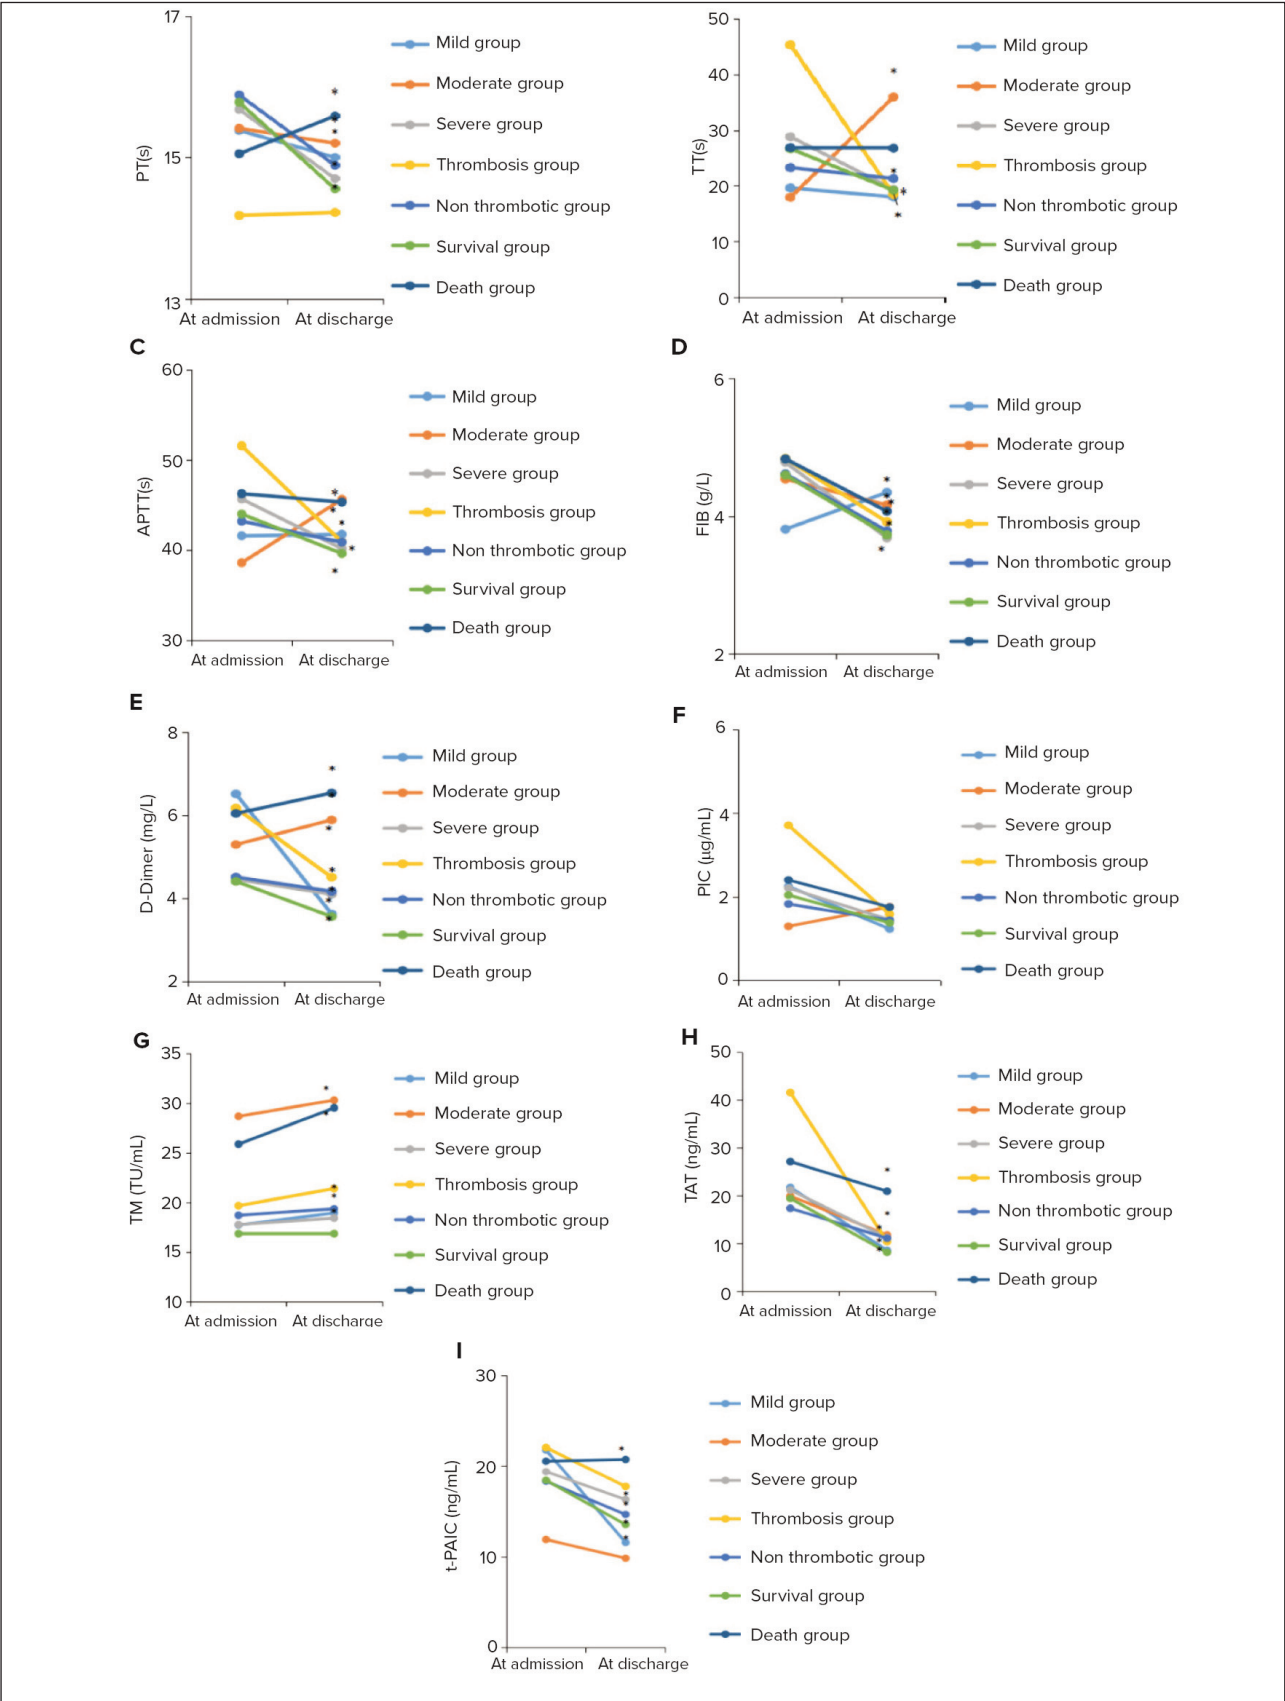 17
15
13
PT(s)
At admission At discharge
Mild group
Moderate group
Severe group
Thrombosis group
Non thrombotic group
Survival group
Death group
50
40
30
20
10
0
TT(s)
At admission At discharge
Mild group
Moderate group
Severe group
Thrombosis group
Non thrombotic group
Survival group
Death group
C
60
50
40
30
APTT(s)
At admission At discharge
Mild group
Moderate group
Severe group
Thrombosis group
Non thrombotic group
Survival group
Death group
D
6
4
2
FIB (g/L)
At admission At discharge
Mild group
Moderate group
Severe group
Thrombosis group
Non thrombotic group
Survival group
Death group
E
8
6
4
2
D-Dimer (mg/L)
At admission At discharge
Mild group
Moderate group
Severe group
Thrombosis group
Non thrombotic group
Survival group
Death group
F
6
4
2
0
PIC (μg/mL)
At admission At discharge
Mild group
Moderate group
Severe group
Thrombosis group
Non thrombotic group
Survival group
Death group
G
35
30
25
20
15
10
TM (TU/mL)
At admission At discharge
Mild group
Moderate group
Severe group
Thrombosis group
Non thrombotic group
Survival group
Death group
H
50
40
30
20
10
0
TAT (ng/mL)
At admission At discharge
Mild group
Moderate group
Severe group
Thrombosis group
Non thrombotic group
Survival group
Death group
I
30
20
10
0
t-PAIC (ng/mL)
At admission At discharge
Mild group
Moderate group
Severe group
Thrombosis group
Non thrombotic group
Survival group
Death group